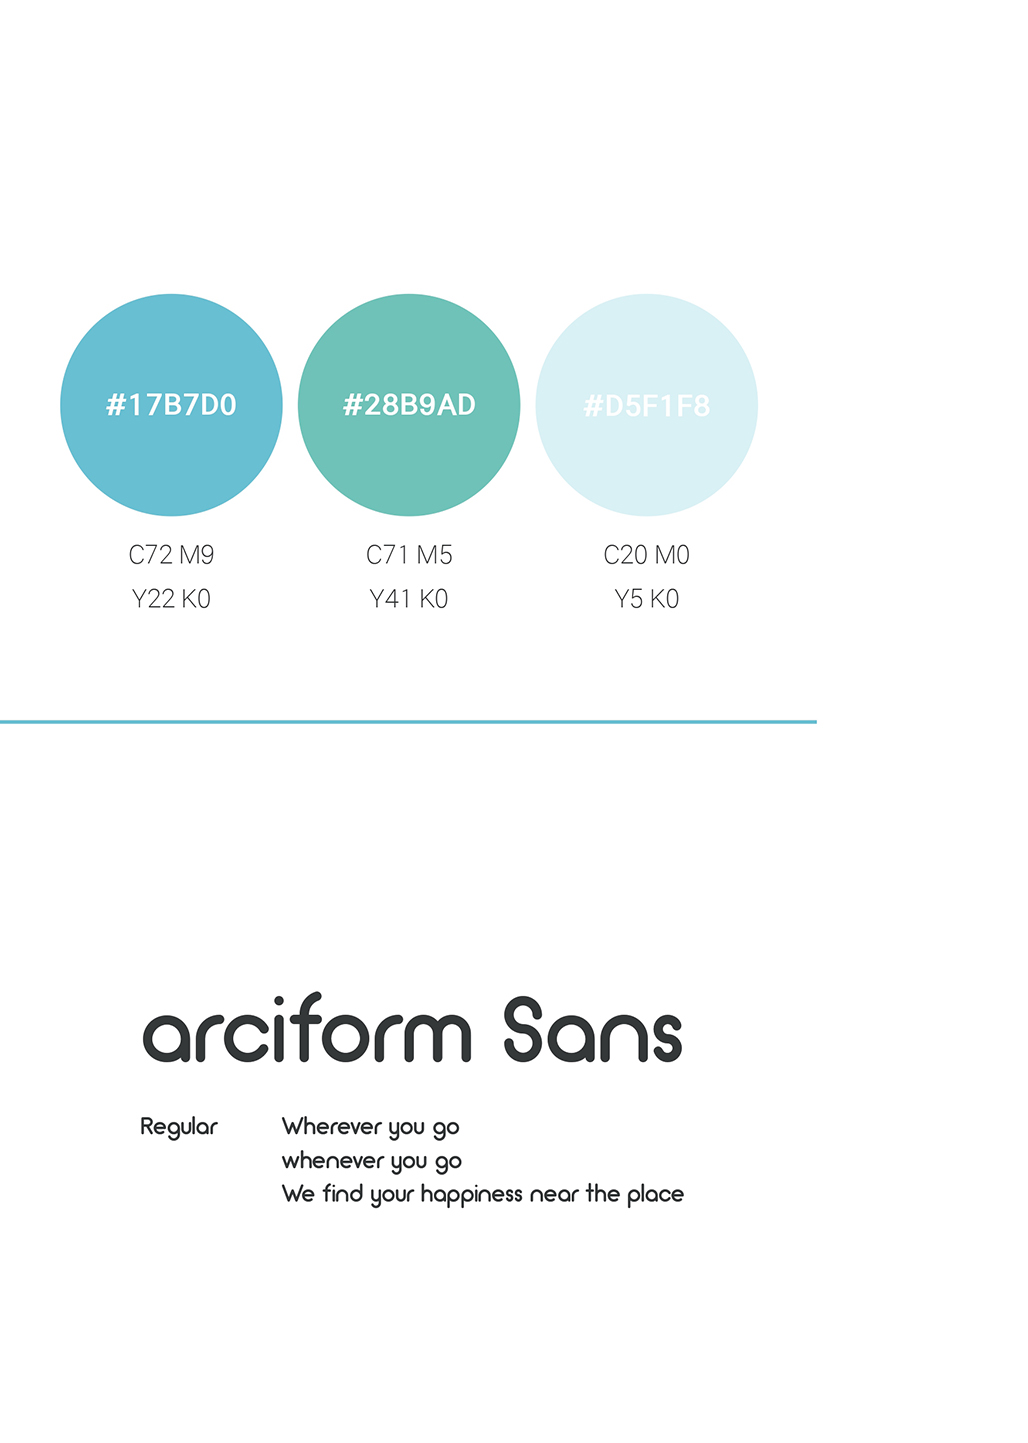 #17B7D0 #28B9AD #D5F1F8
C72 M9 C71 M5 C20 M0
Y22 K0 Y41 K0 Y5 K0
arciform Sans
Regular Wherever you go
whenever you go
We find your happiness near the place